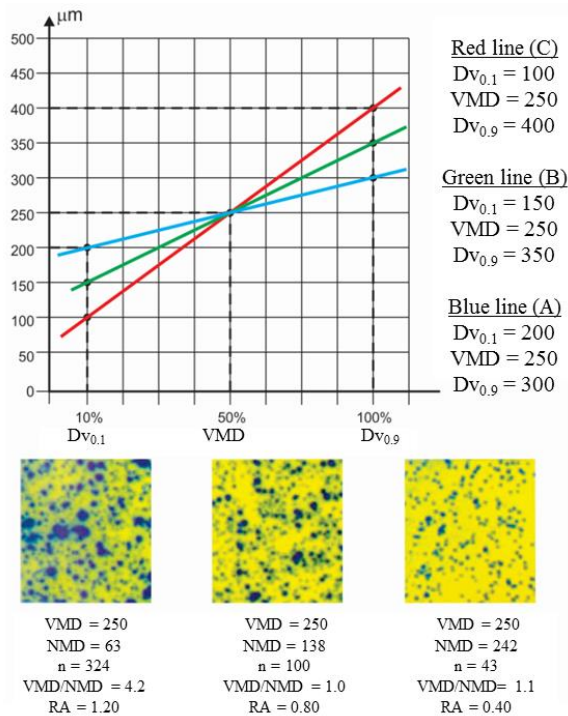 μm
500
450
400
350
300
250
200
150
100
50
0
10%
50%
100%
Dv0.1
VMD
Dv0.9
Red line (C)
Dv0.1 = 100
VMD = 250
Dv0.9 = 400
Green line (B)
Dv0.1 = 150
VMD = 250
Dv0.9 = 350
Blue line (A)
Dv0.1 = 200
VMD = 250
Dv0.9 = 300
VMD = 250
NMD = 63
n = 324
VMD/NMD = 4.2
RA = 1.20
VMD = 250
NMD = 138
n = 100
VMD/NMD = 1.0
RA = 0.80
VMD = 250
NMD = 242
n = 43
VMD/NMD= 1.1
RA = 0.40